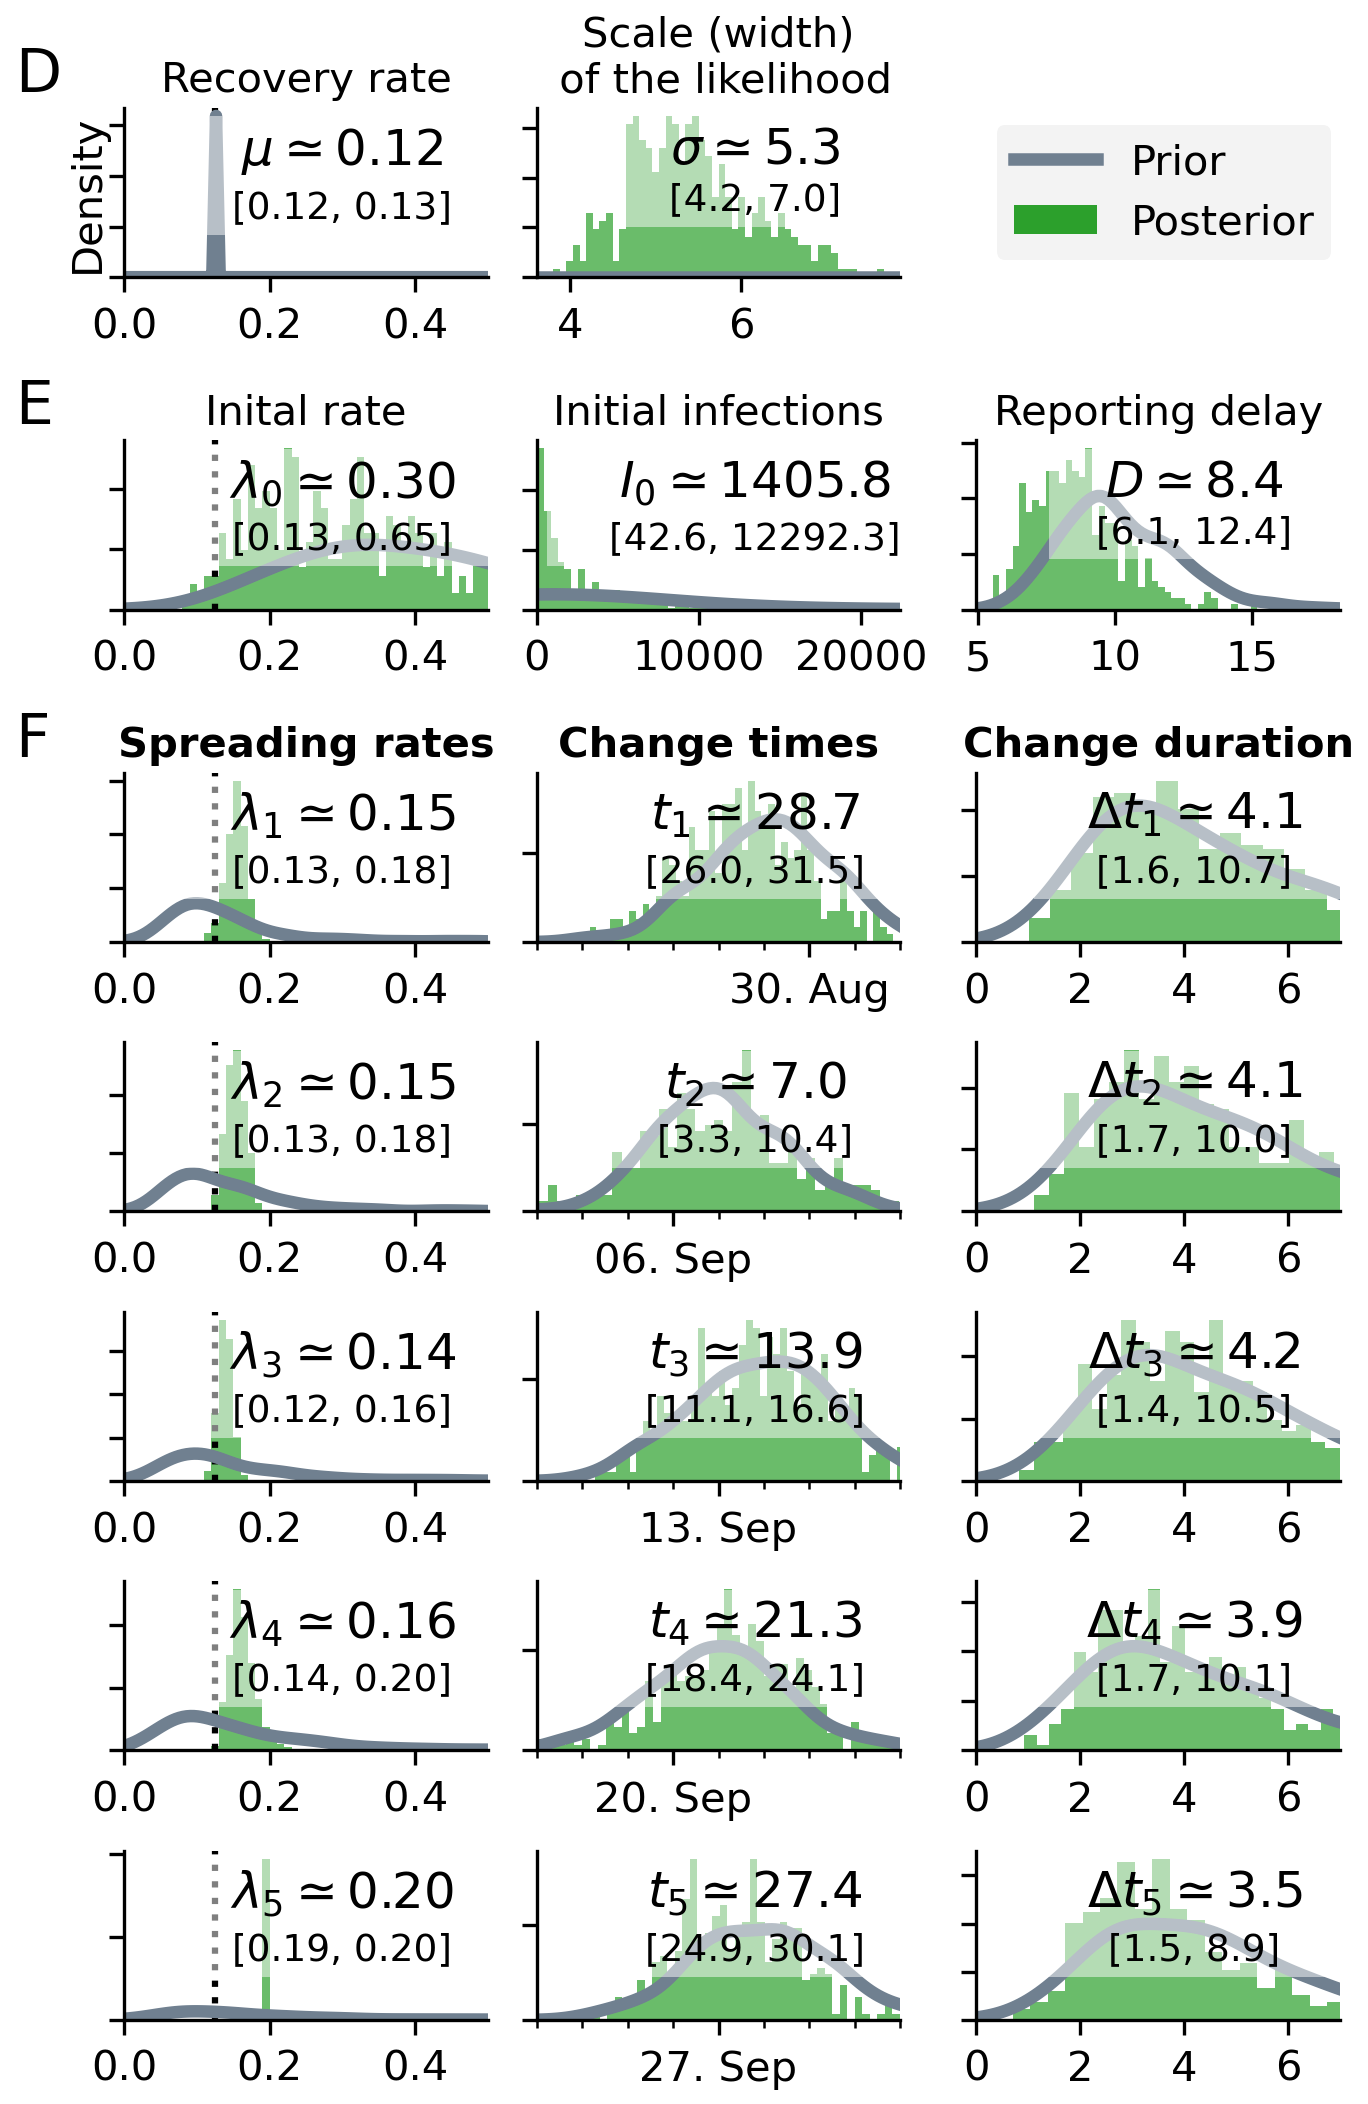 D
Recovery rate
Scale (width)
of the likelihood
Density
μ ≃ 0.12
[0.12, 0.13]
0.0 0.2 0.4
σ ≃ 5.3
[4.2, 7.0]
4 6
Prior
Posterior
E
Inital rate
λ0 ≃ 0.30
[0.13, 0.65]
0.0 0.2 0.4
Initial infections
I0 ≃ 1405.8
[42.6, 12292.3]
0 10000 20000
Reporting delay
D ≃ 8.4
[6.1, 12.4]
5 10 15
F
Spreading rates
Change times
Change duration
λ1 ≃ 0.15
[0.13, 0.18]
0.0 0.2 0.4
t1 ≃ 28.7
[26.0, 31.5]
30. Aug
Δt1 ≃ 4.1
[1.6, 10.7]
0 2 4 6
λ2 ≃ 0.15
[0.13, 0.18]
0.0 0.2 0.4
t2 ≃ 7.0
[3.3, 10.4]
06. Sep
Δt2 ≃ 4.1
[1.7, 10.0]
0 2 4 6
λ3 ≃ 0.14
[0.12, 0.16]
0.0 0.2 0.4
t3 ≃ 13.9
[11.1, 16.6]
13. Sep
Δt3 ≃ 4.2
[1.4, 10.5]
0 2 4 6
λ4 ≃ 0.16
[0.14, 0.20]
0.0 0.2 0.4
t4 ≃ 21.3
[18.4, 24.1]
20. Sep
Δt4 ≃ 3.9
[1.7, 10.1]
0 2 4 6
λ5 ≃ 0.20
[0.19, 0.20]
0.0 0.2 0.4
t5 ≃ 27.4
[24.9, 30.1]
27. Sep
Δt5 ≃ 3.5
[1.5, 8.9]
0 2 4 6